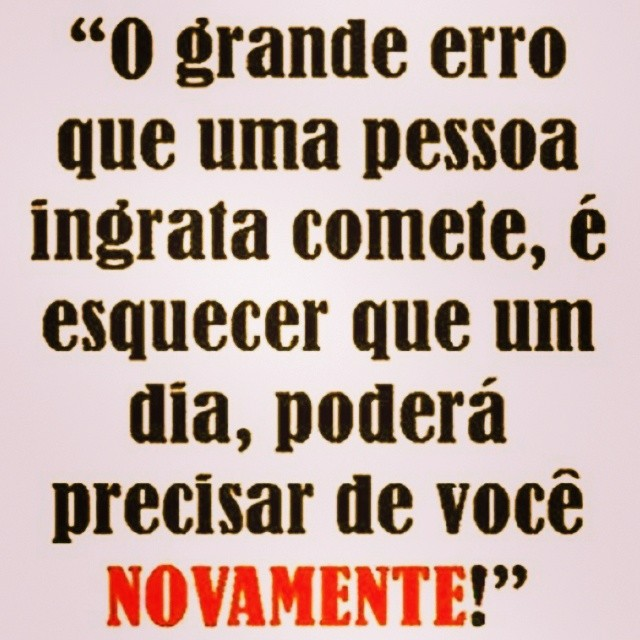 “O grande erro
que uma pessoa
ingrata comete, é
esquecer que um
dia, poderá
precisar de você
NOVAMENTE!”